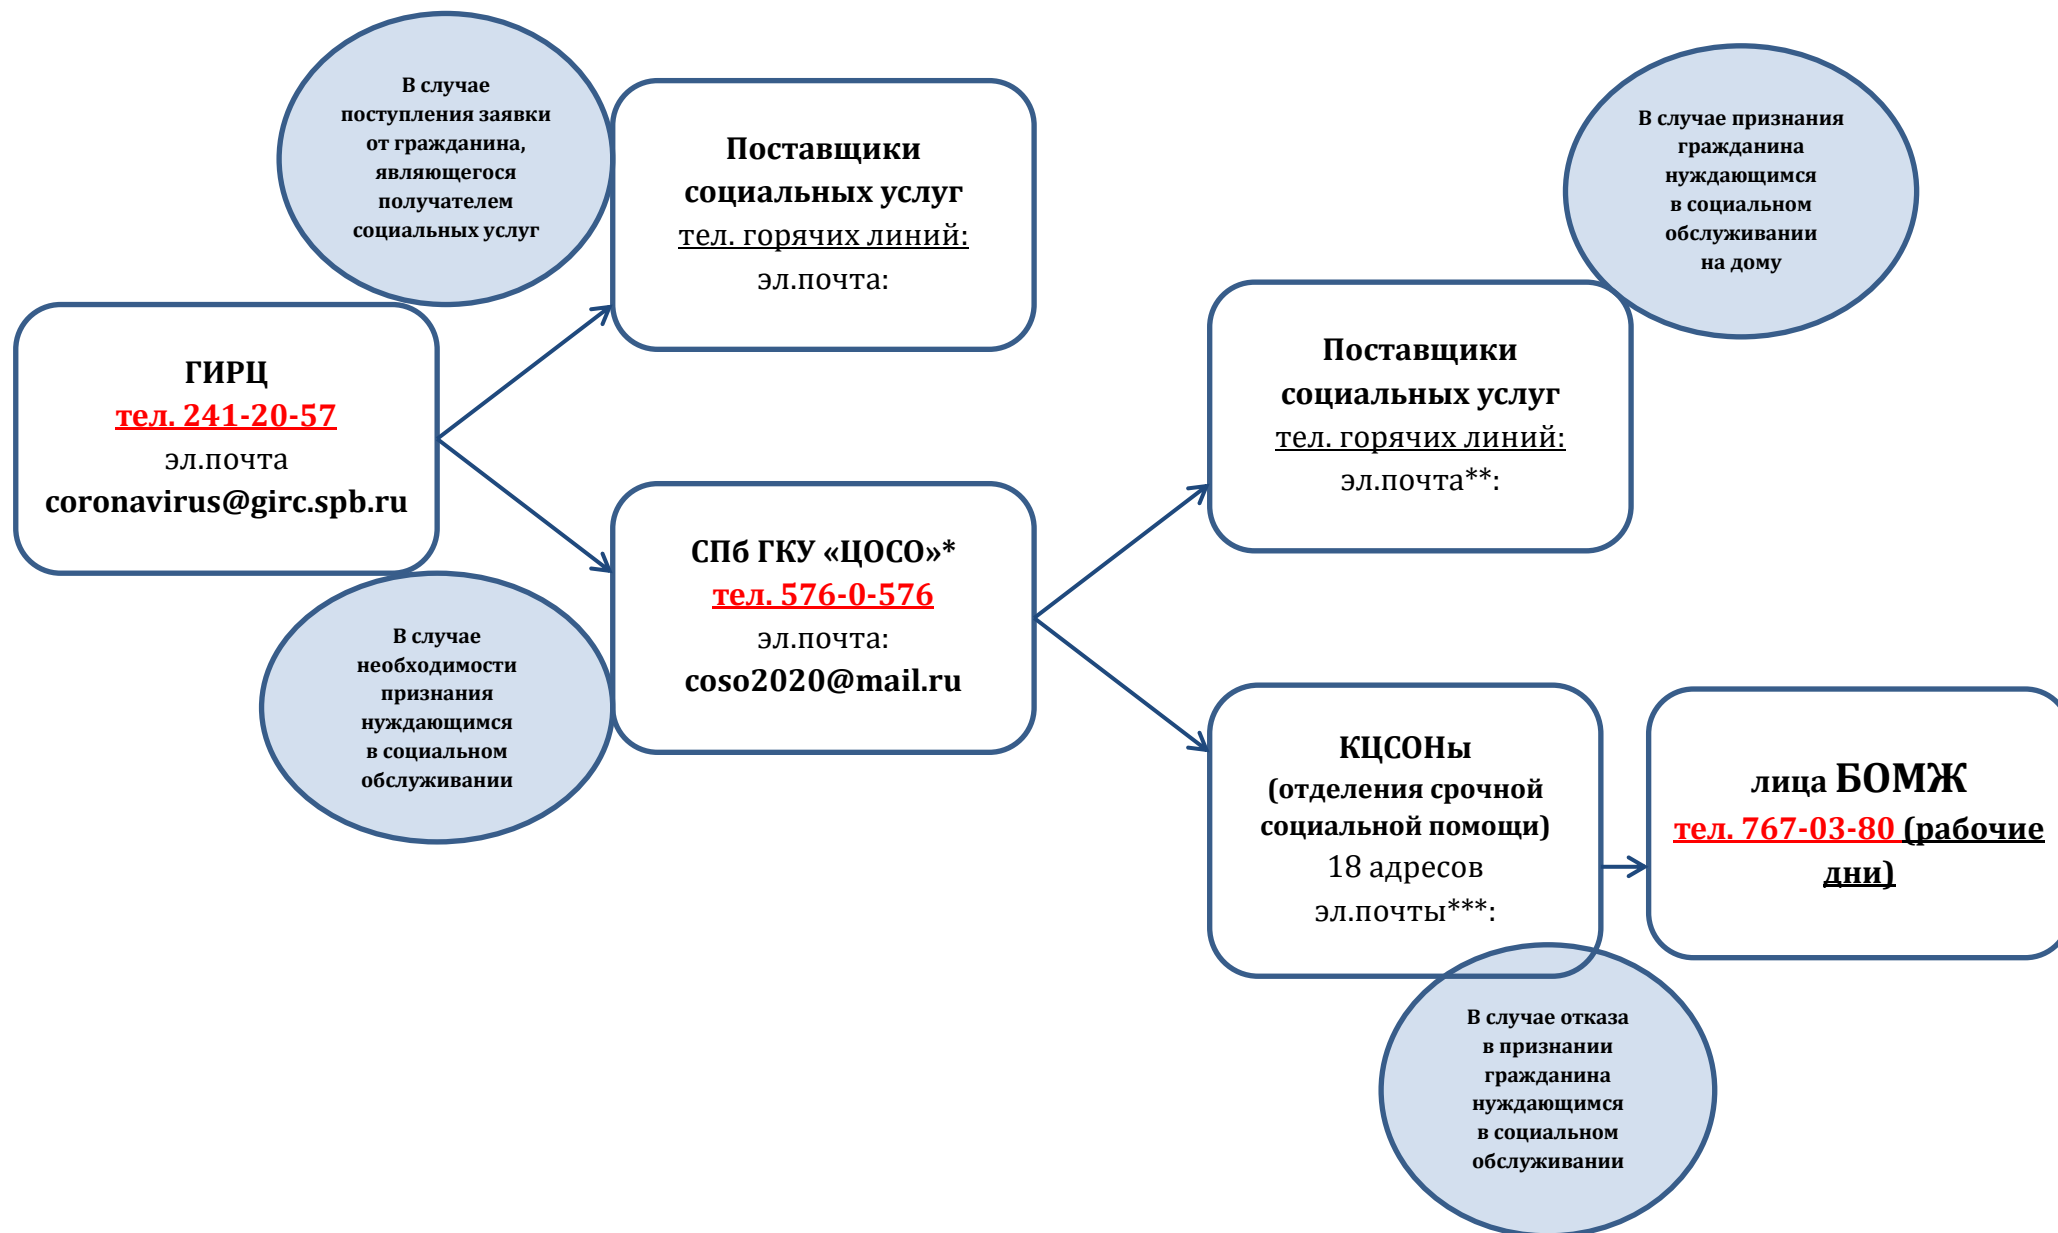 В случае
поступления заявки
от гражданина,
являющегося
получателем
социальных услуг
Поставщики
социальных услуг
тел. горячих линий:
эл.почта:
В случае признания
гражданина
нуждающимся
в социальном
обслуживании
на дому
ГИРЦ
тел. 241-20-57
эл.почта
coronavirus@girc.spb.ru
Поставщики
социальных услуг
тел. горячих линий:
эл.почта**:
СПб ГКУ «ЦОСО»*
тел. 576-0-576
эл.почта:
coso2020@mail.ru
В случае
необходимости
признания
нуждающимся
в социальном
обслуживании
КЦСОНы
(отделения срочной
социальной помощи)
18 адресов
эл.почты***:
лица БОМЖ
тел. 767-03-80 (рабочие
дни)
В случае отказа
в признании
гражданина
нуждающимся
в социальном
обслуживании